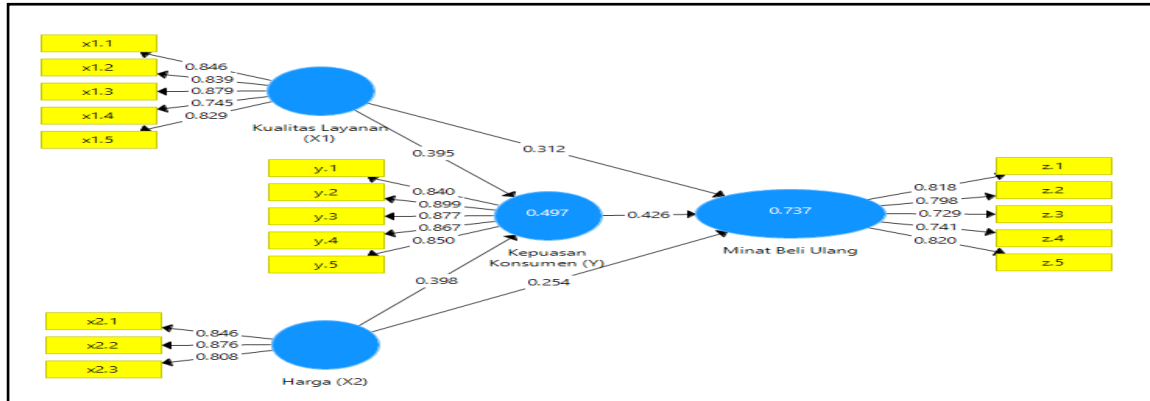 x1.1
x1.2
x1.3
x1.4
x1.5
0.846
0.839
0.879
0.745
0.829
Kualitas Layanan
(X1)
0.395
0.312
y.1
y.2
y.3
y.4
y.5
0.840
0.899
0.877
0.867
0.850
0.497
Kepuasan
Konsumen (Y)
0.426
0.737
Minat Beli Ulang
0.818
0.798
0.729
0.741
0.820
z.1
z.2
z.3
z.4
z.5
0.398
0.254
x2.1
x2.2
x2.3
0.846
0.876
0.808
Harga (X2)